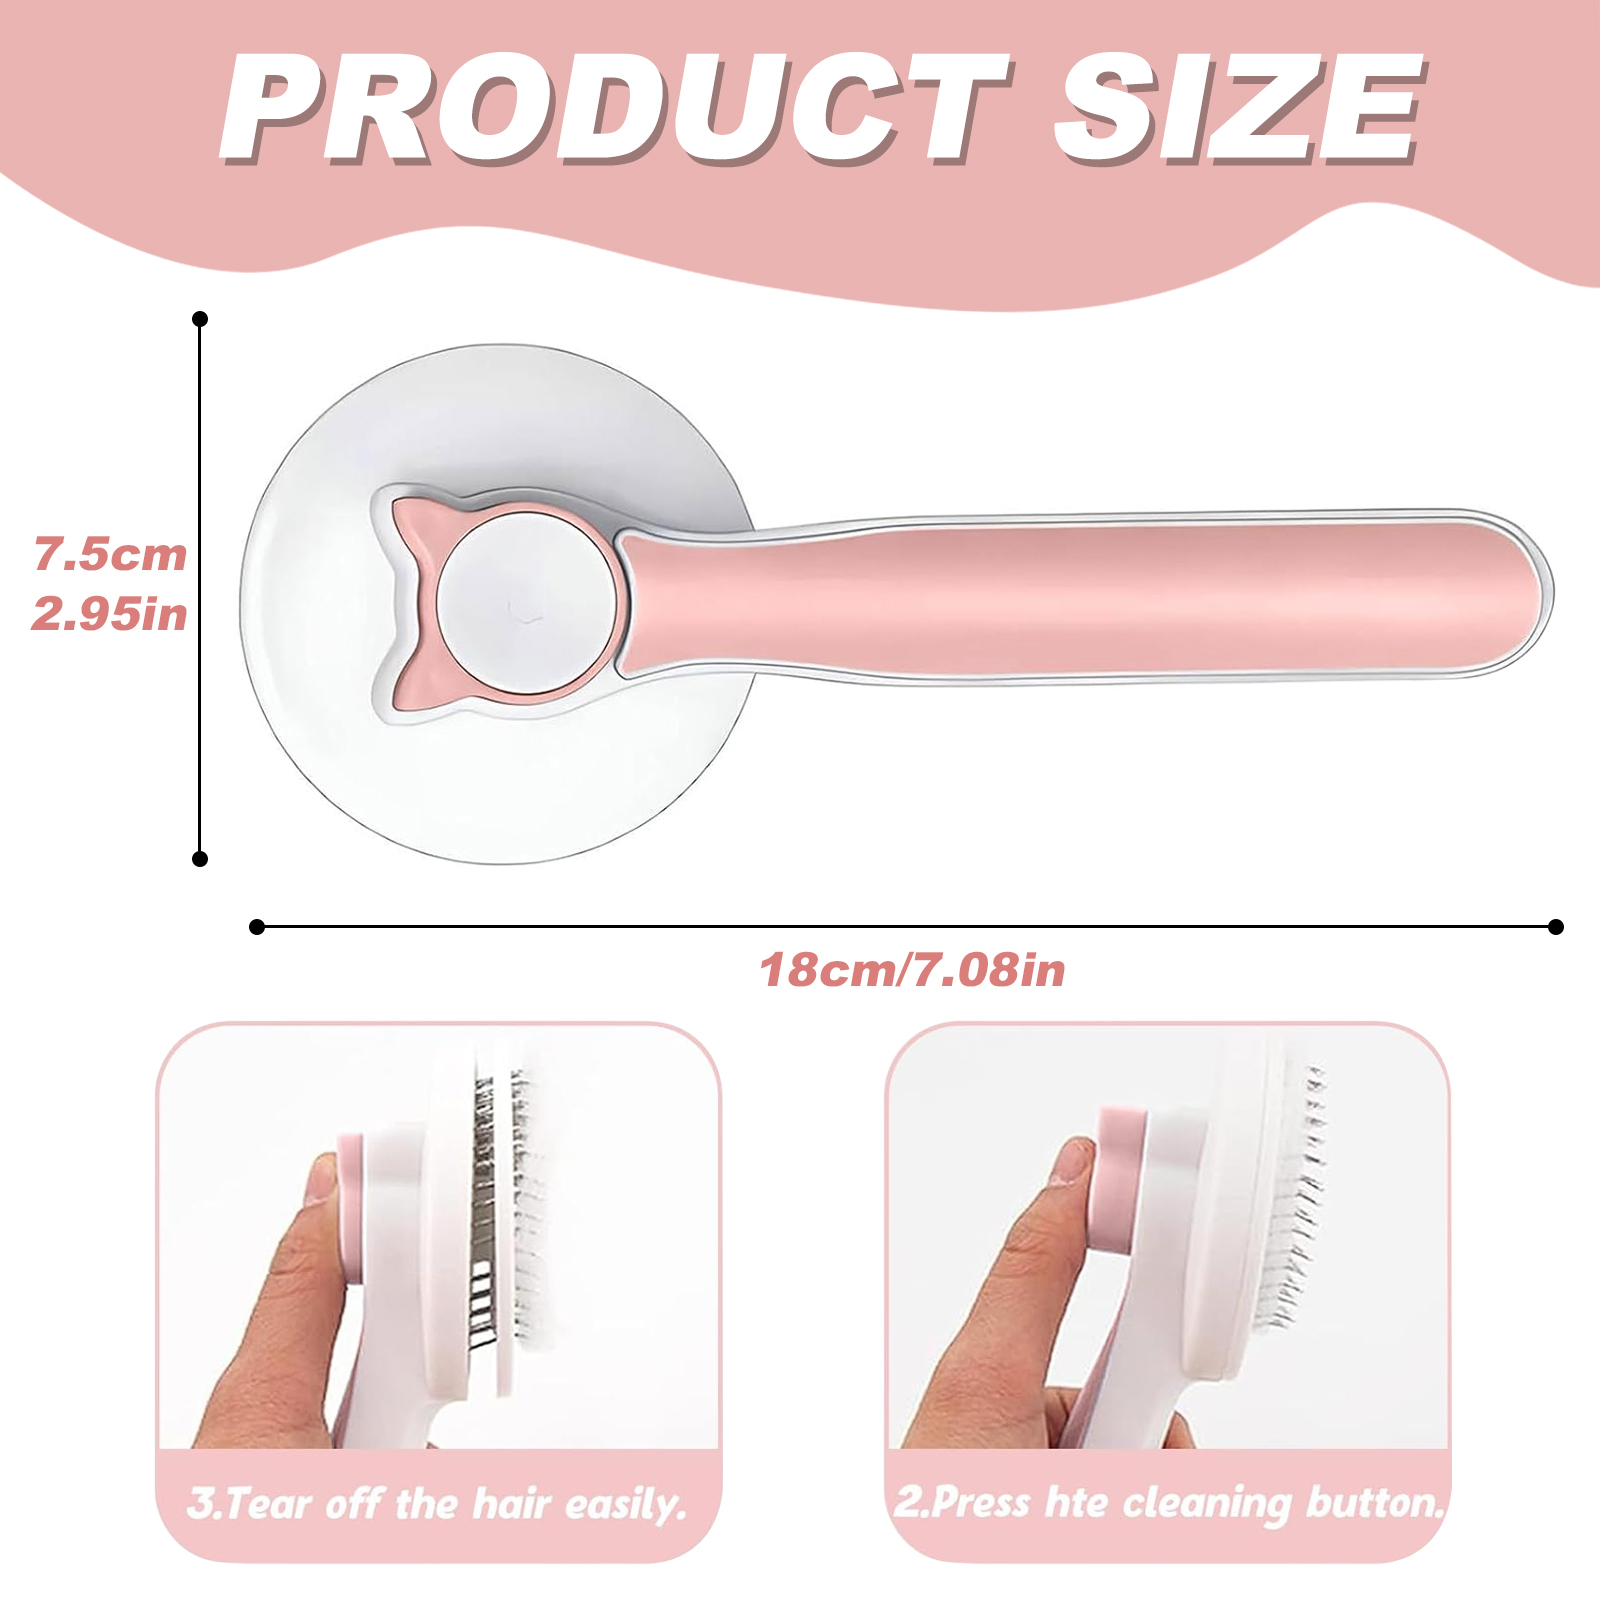 PRODUCT SIZE
7.5cm
2.95in
18cm/7.08in
3.Tear off the hair easily.
2.Press hte cleaning button.